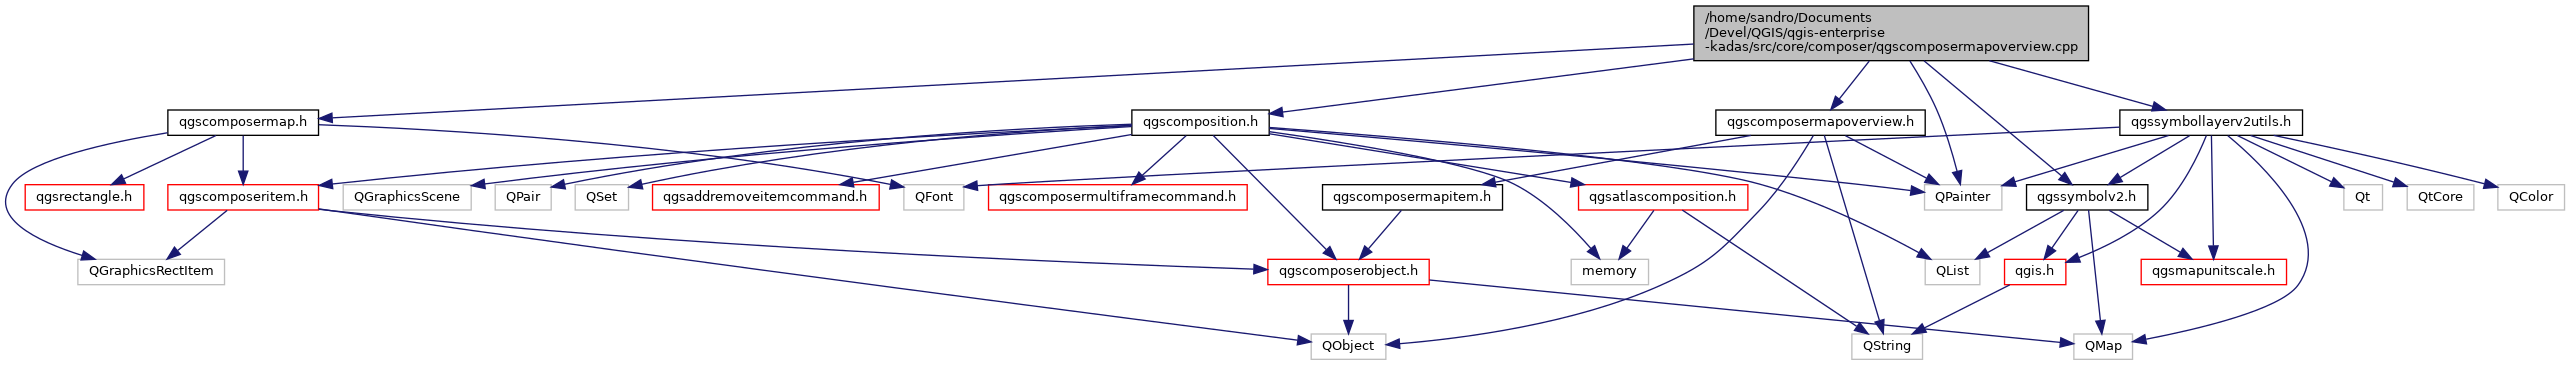 /home/sandro/Documents
/Devel/QGIS/qgis-enterprise
-kadas/src/core/composer/qgscomposermapoverview.cpp
qgscomposermap.h
qgscomposition.h
qgscomposermapoverview.h
qgssymbollayerv2utils.h
qgsrectangle.h
qgscomposeritem.h
QGraphicsScene
QPair
QSet
qgsaddremoveitemcommand.h
QFont
qgscomposermultiframecommand.h
qgscomposermapitem.h
qgsatlascomposition.h
QPainter
qgssymbolv2.h
Qt
QtCore
QColor
QGraphicsRectItem
qgscomposerobject.h
memory
QList
qgis.h
qgsmapunitscale.h
QObject
QString
QMap